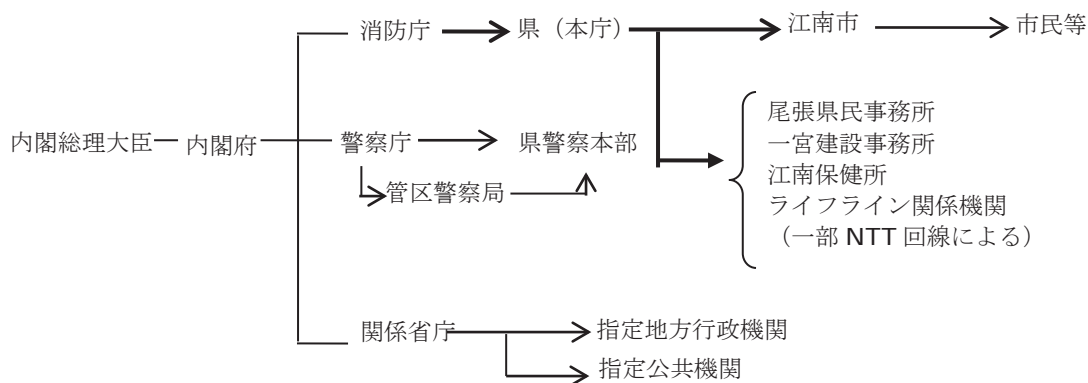 消防庁
県（本庁）
江南市
市民等
内閣総理大臣
内閣府
警察庁
県警察本部
管区警察局
尾張県民事務所
一宮建設事務所
江南保健所
ライフライン関係機関
（一部 NTT 回線による）
関係省庁
指定地方行政機関
指定公共機関